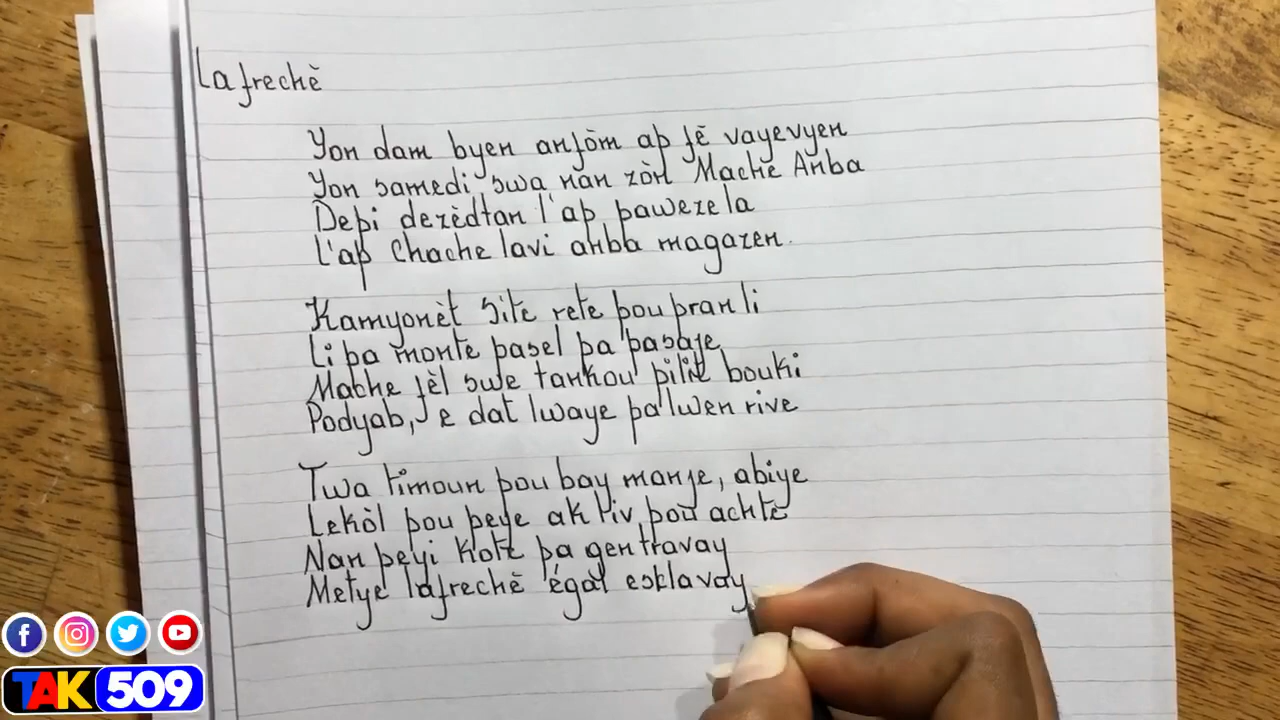 Lafrechè
Yon dam byen anfòm ap fè vayevyen
Yon samedi swa nan zòn Mache Anba
Depi dezèdtan l'ap paweze la
L'ap Chache lavi anba magazen.
Kamyonèt Site rete pou pran li
Li pa monte pasel pa pasaje
Mache fèl swe tankou pilit bouki
Podyab, Je dat lwaye pa lwen rive
Twa timoun pou bay manje, abiye
Lekòl pou peye ak liv pou achte
Nan peyi kote pa gen travay
Metye lafrechè égal esklavay
TAK 509